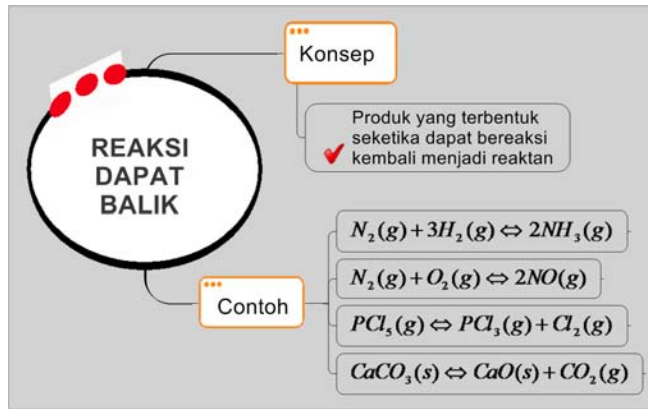 REAKSI
DAPAT
BALIK
Konsep
Produk yang terbentuk
seketika dapat bereaksi
kembali menjadi reaktan
Contoh
N₂(g)+3H₂(g)⇔2NH₃(g)
N₂(g)+O₂(g)⇔2NO(g)
PCl₅(g)⇔PCl₃(g)+Cl₂(g)
CaCO₃(s)⇔CaO(s)+CO₂(g)